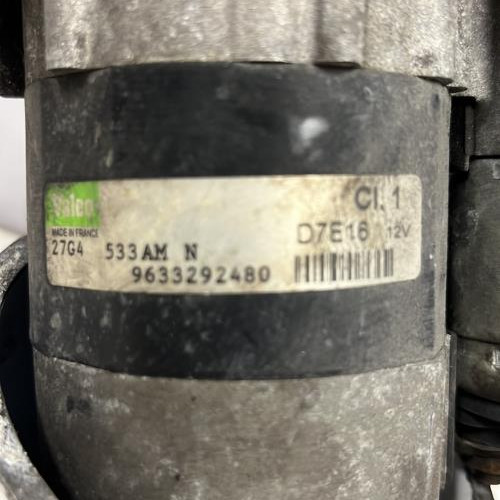 Valeo
MADE IN FRANCE
27G4 533AM N
9633292480
Cl. 1
D7E16 12V